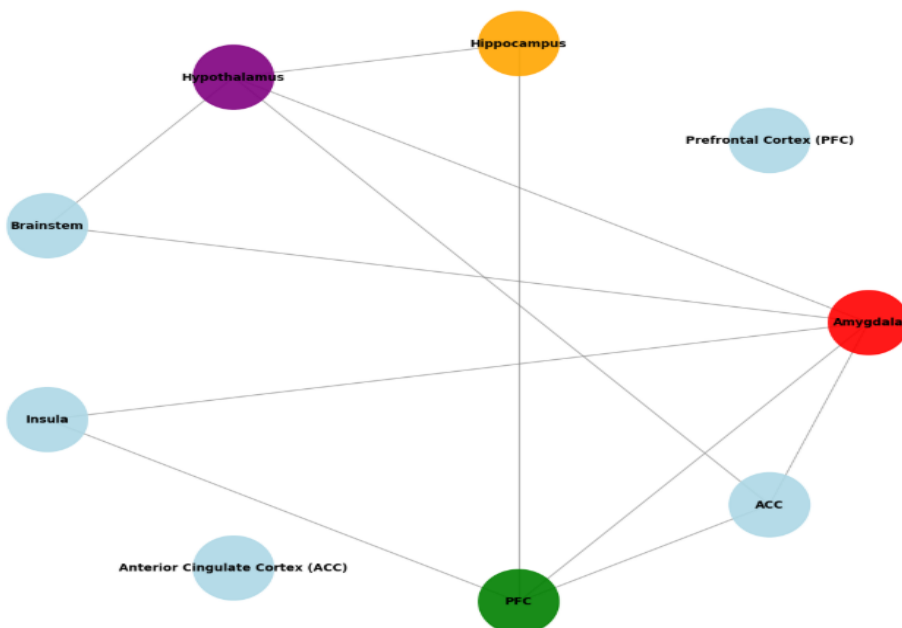 Hippocampus
Hypothalamus
Prefrontal Cortex (PFC)
Brainstem
Amygdala
Insula
ACC
Anterior Cingulate Cortex (ACC)
PFC